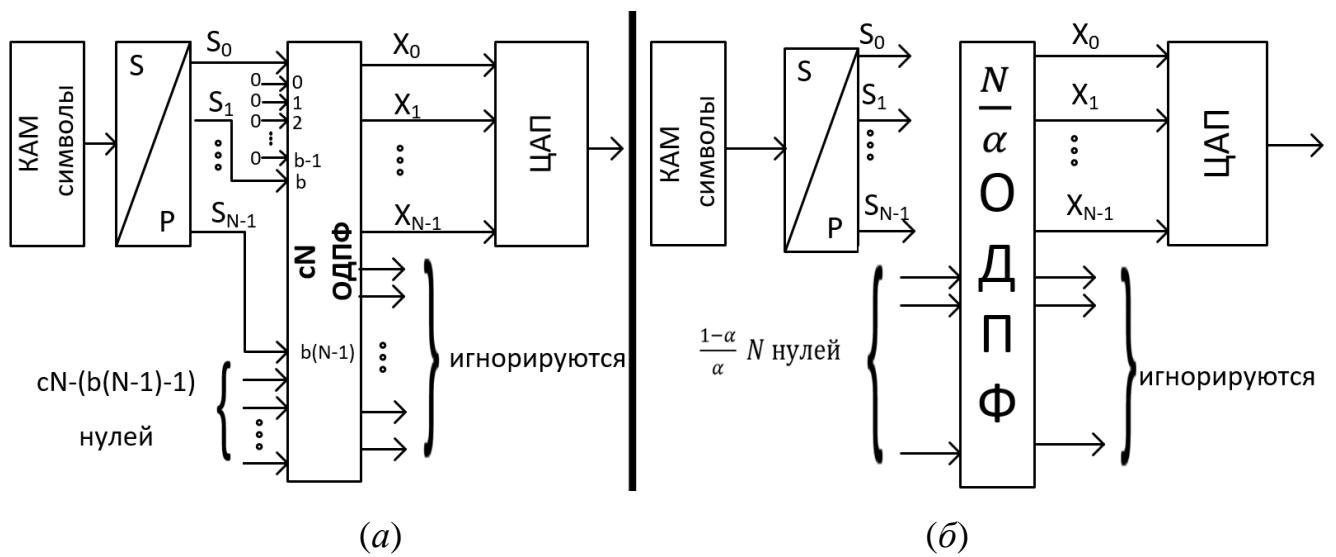 КАМ
символы
S
P
S0
S1
SN-1
0
0
0
0
0
1
2
b-1
b
b(N-1)
cN
ОДПФ
X0
X1
XN-1
ЦАП
игнорируются
cN-(b(N-1)-1)
нулей
(а)
КАМ
символы
S
P
S0
S1
SN-1
N
α
О
Д
П
Ф
X0
X1
XN-1
ЦАП
1−α
α
N нулей
игнорируются
(б)